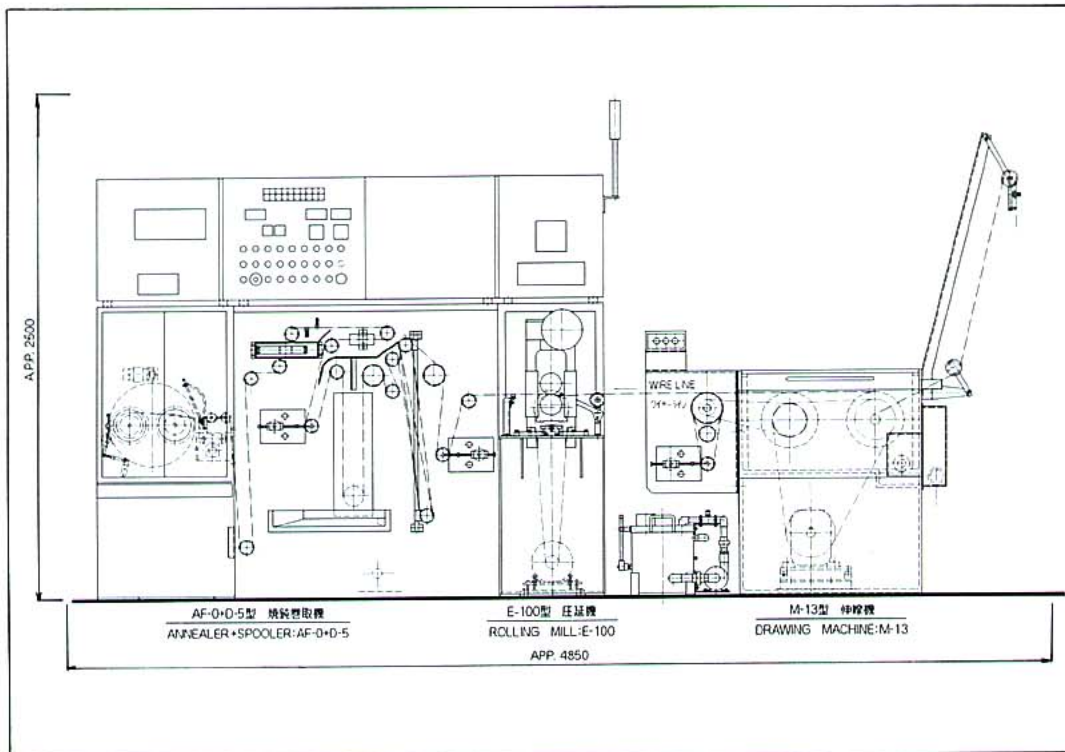 APP. 2500
WIRE LINE
ワイヤーライン
AF-O+D-5型 焼鈍巻取機
ANNEALER+SPOOLER:AF-O+D-5
E-100型 圧延機
ROLLING MILL:E-100
M-13型 伸線機
DRAWING MACHINE:M-13
APP. 4850